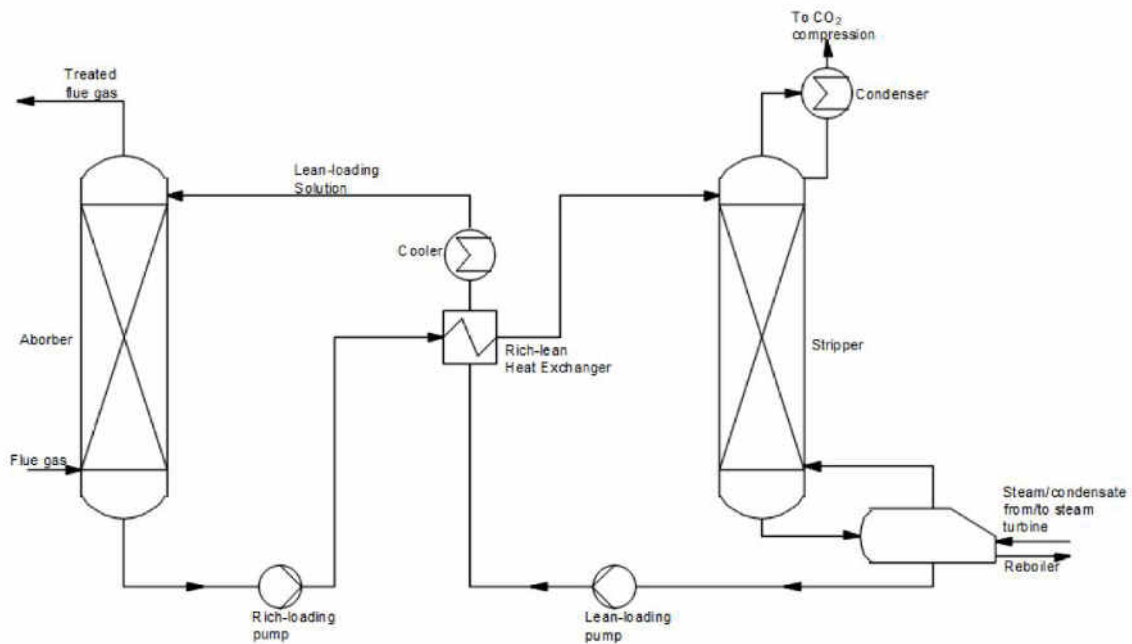 To CO₂
compression
Treated
flue gas
Condenser
Lean-loading
Solution
Cooler
Aborber
Rich-lean
Heat Exchanger
Stripper
Flue gas
Steam/condensate
from/to steam
turbine
Reboiler
Rich-loading
pump
Lean-loading
pump